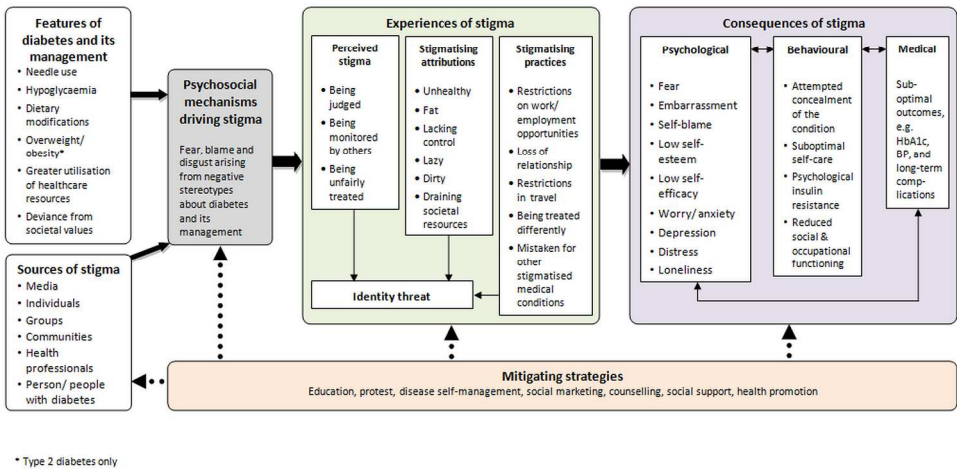 Features of
diabetes and its
management
• Needle use
• Hypoglycaemia
• Dietary
modifications
• Overweight/
obesity*
• Greater utilisation
of healthcare
resources
• Deviance from
societal values
Sources of stigma
• Media
• Individuals
• Groups
• Communities
• Health
professionals
• Person/ people
with diabetes
Psychosocial
mechanisms
driving stigma
Fear, blame and
disgust arising
from negative
stereotypes
about diabetes
and its
management
Experiences of stigma
Perceived
stigma
• Being
judged
• Being
monitored
by others
• Being
unfairly
treated
Stigmatising
attributions
• Unhealthy
• Fat
• Lacking
control
• Lazy
• Dirty
• Draining
societal
resources
Stigmatising
practices
• Restrictions
on work/
employment
opportunities
• Loss of
relationship
• Restrictions
in travel
• Being treated
differently
• Mistaken for
other
stigmatised
medical
conditions
Identity threat
Consequences of stigma
Psychological
• Fear
• Embarrassment
• Self-blame
• Low self-
esteem
• Low self-
efficacy
• Worry/ anxiety
• Depression
• Distress
• Loneliness
Behavioural
• Attempted
concealment
of the
condition
• Suboptimal
self-care
• Psychological
insulin
resistance
• Reduced
social &
occupational
functioning
Medical
Sub-
optimal
outcomes,
e.g.
HbA1c,
BP, and
long-term
comp-
lications
Mitigating strategies
Education, protest, disease self-management, social marketing, counselling, social support, health promotion
* Type 2 diabetes only